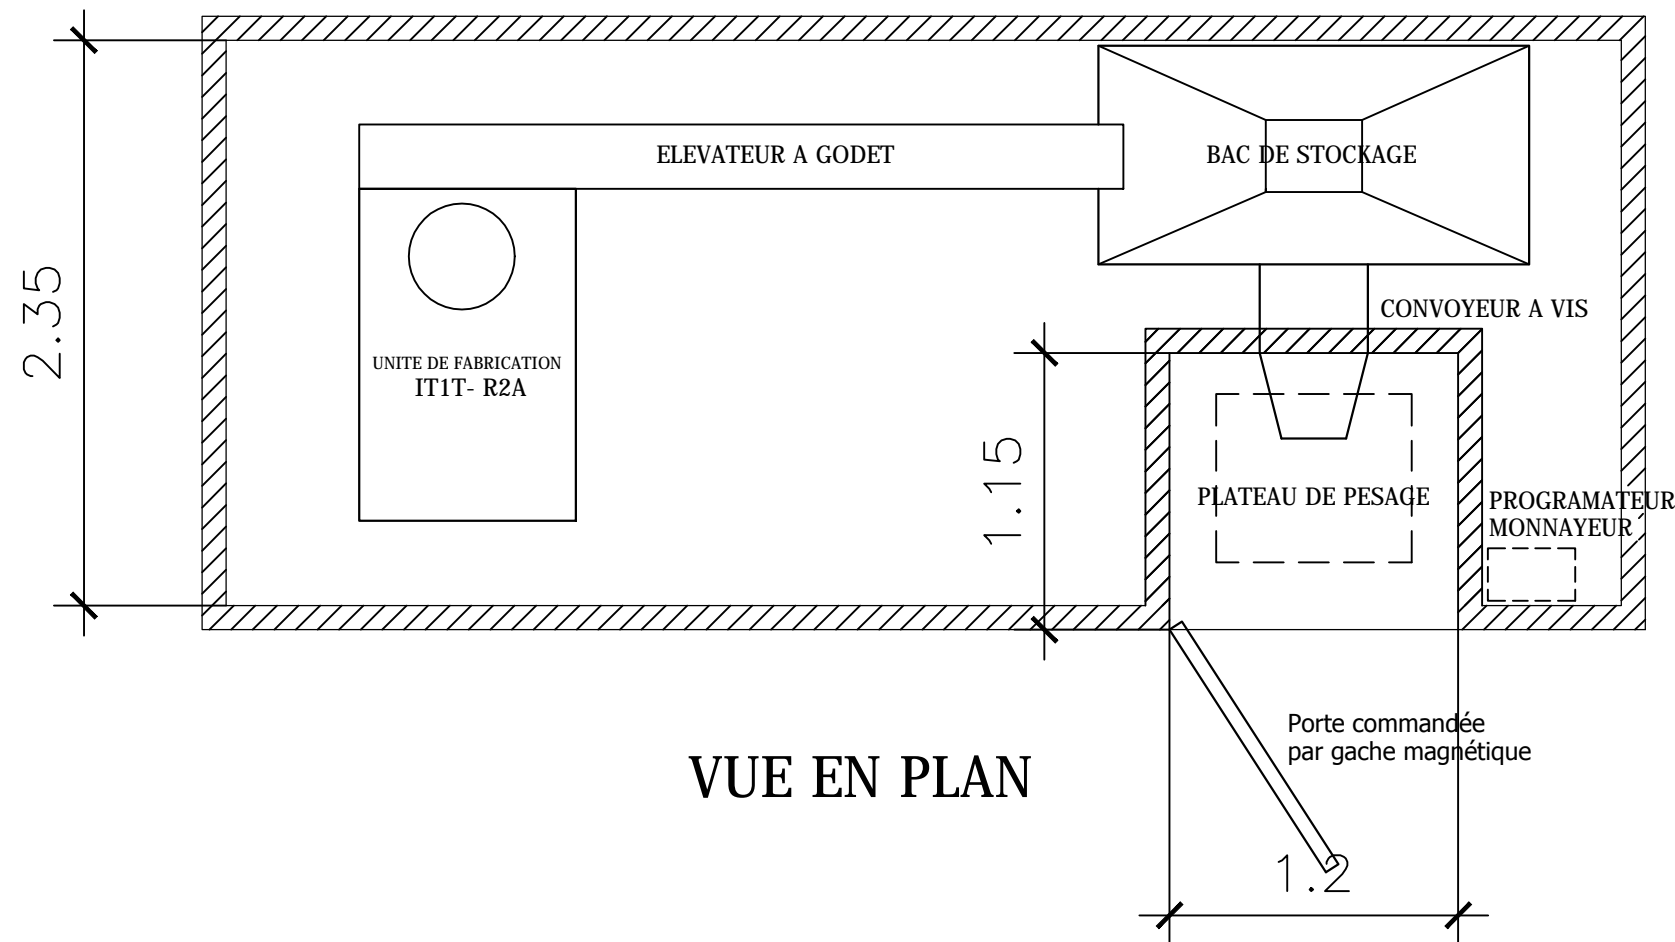 ELEVATEUR A GODET
BAC DE STOCKAGE
2.35
CONVOYEUR A VIS
UNITE DE FABRICATION
IT1T- R2A
1.15
PLATEAU DE PESAGE
PROGRAMATEUR
MONNAYEUR
Porte commandée
par gache magnétique
VUE EN PLAN
1.2